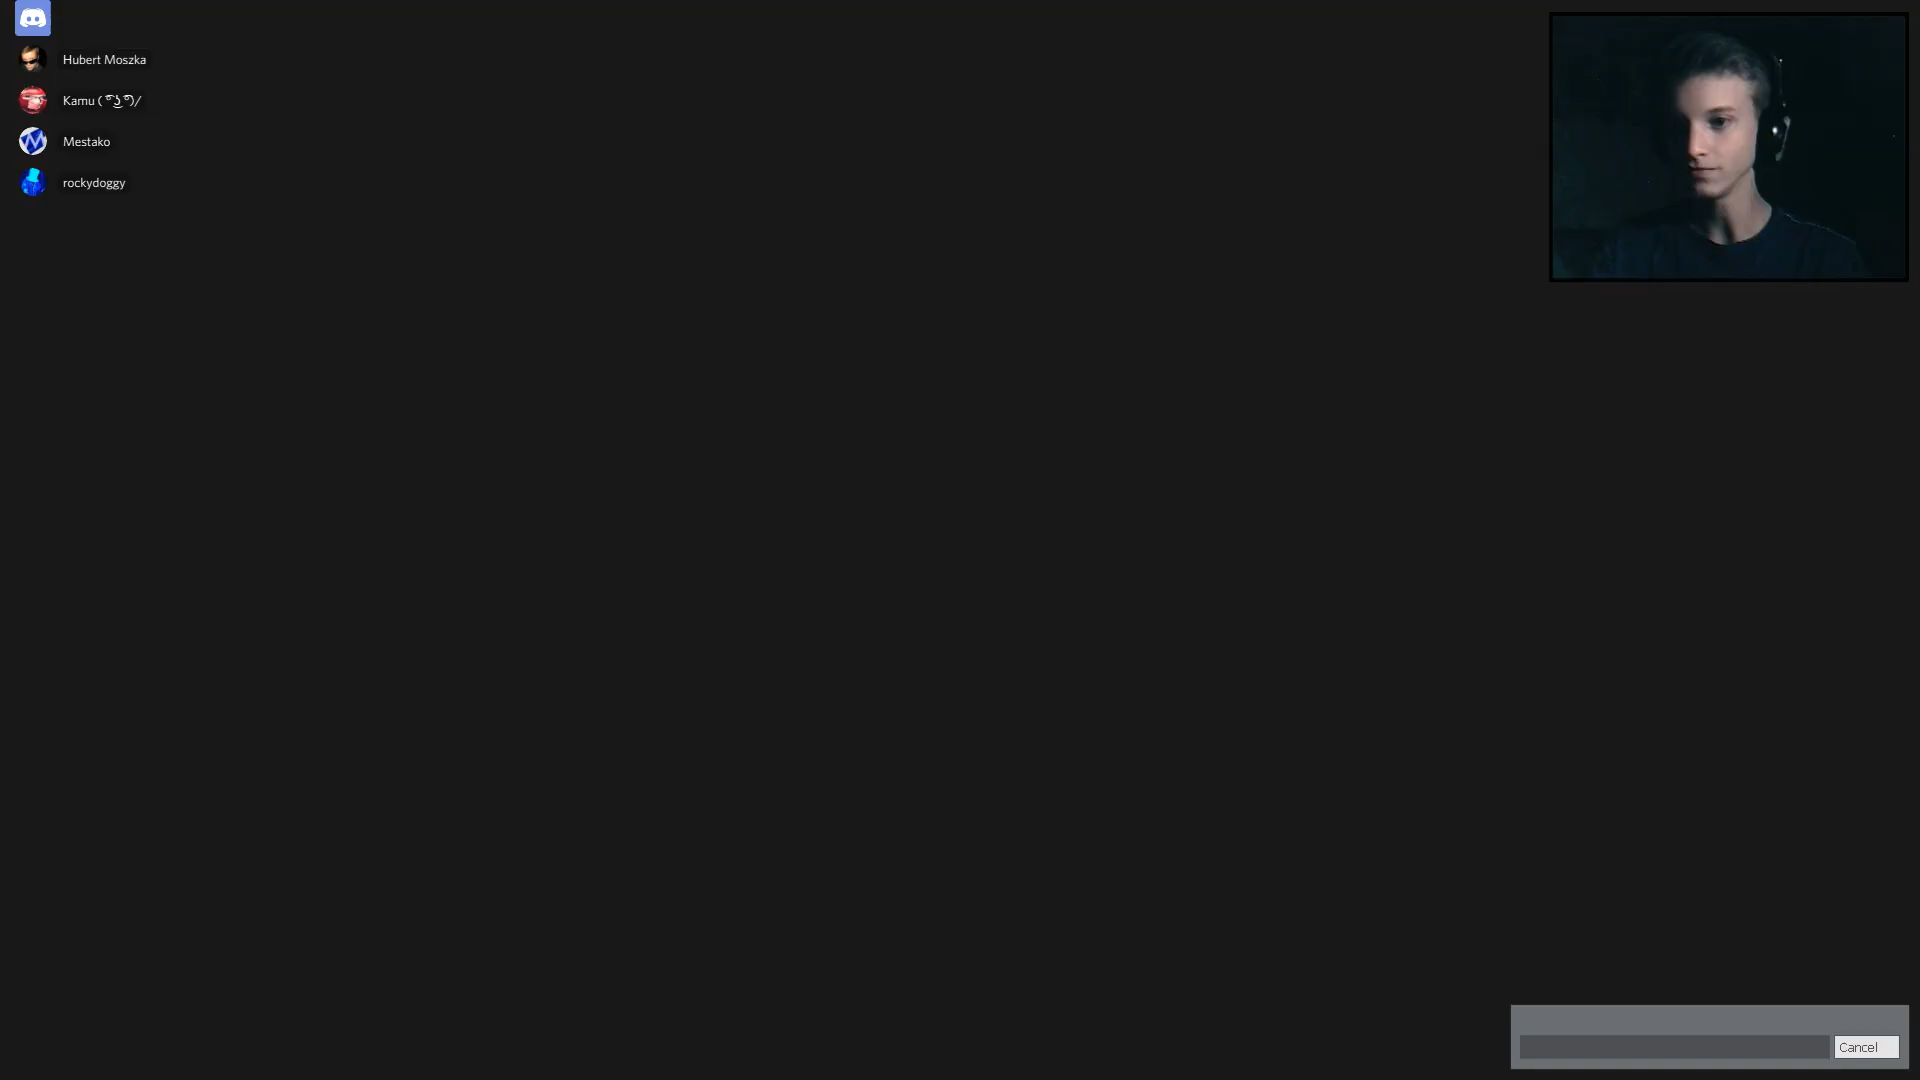 Hubert Moszka
Kamu ( ͡° ͜ʖ ͡°)/
Mestako
rockydoggy
Cancel